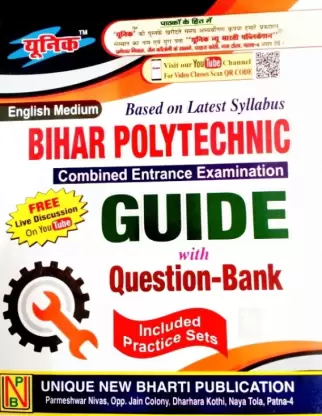 पाठकों के हित में
यूनिक™
Visit our YouTube Channel
For Video Classes Scan QR CODE
English Medium
Based on Latest Syllabus
BIHAR POLYTECHNIC
Combined Entrance Examination
FREE
Live Discussion
On YouTube
GUIDE
with
Question-Bank
Included
Practice Sets
NPB
UNIQUE NEW BHARTI PUBLICATION
Parmeshwar Nivas, Opp. Jain Colony, Dharhara Kothi, Naya Tola, Patna-4